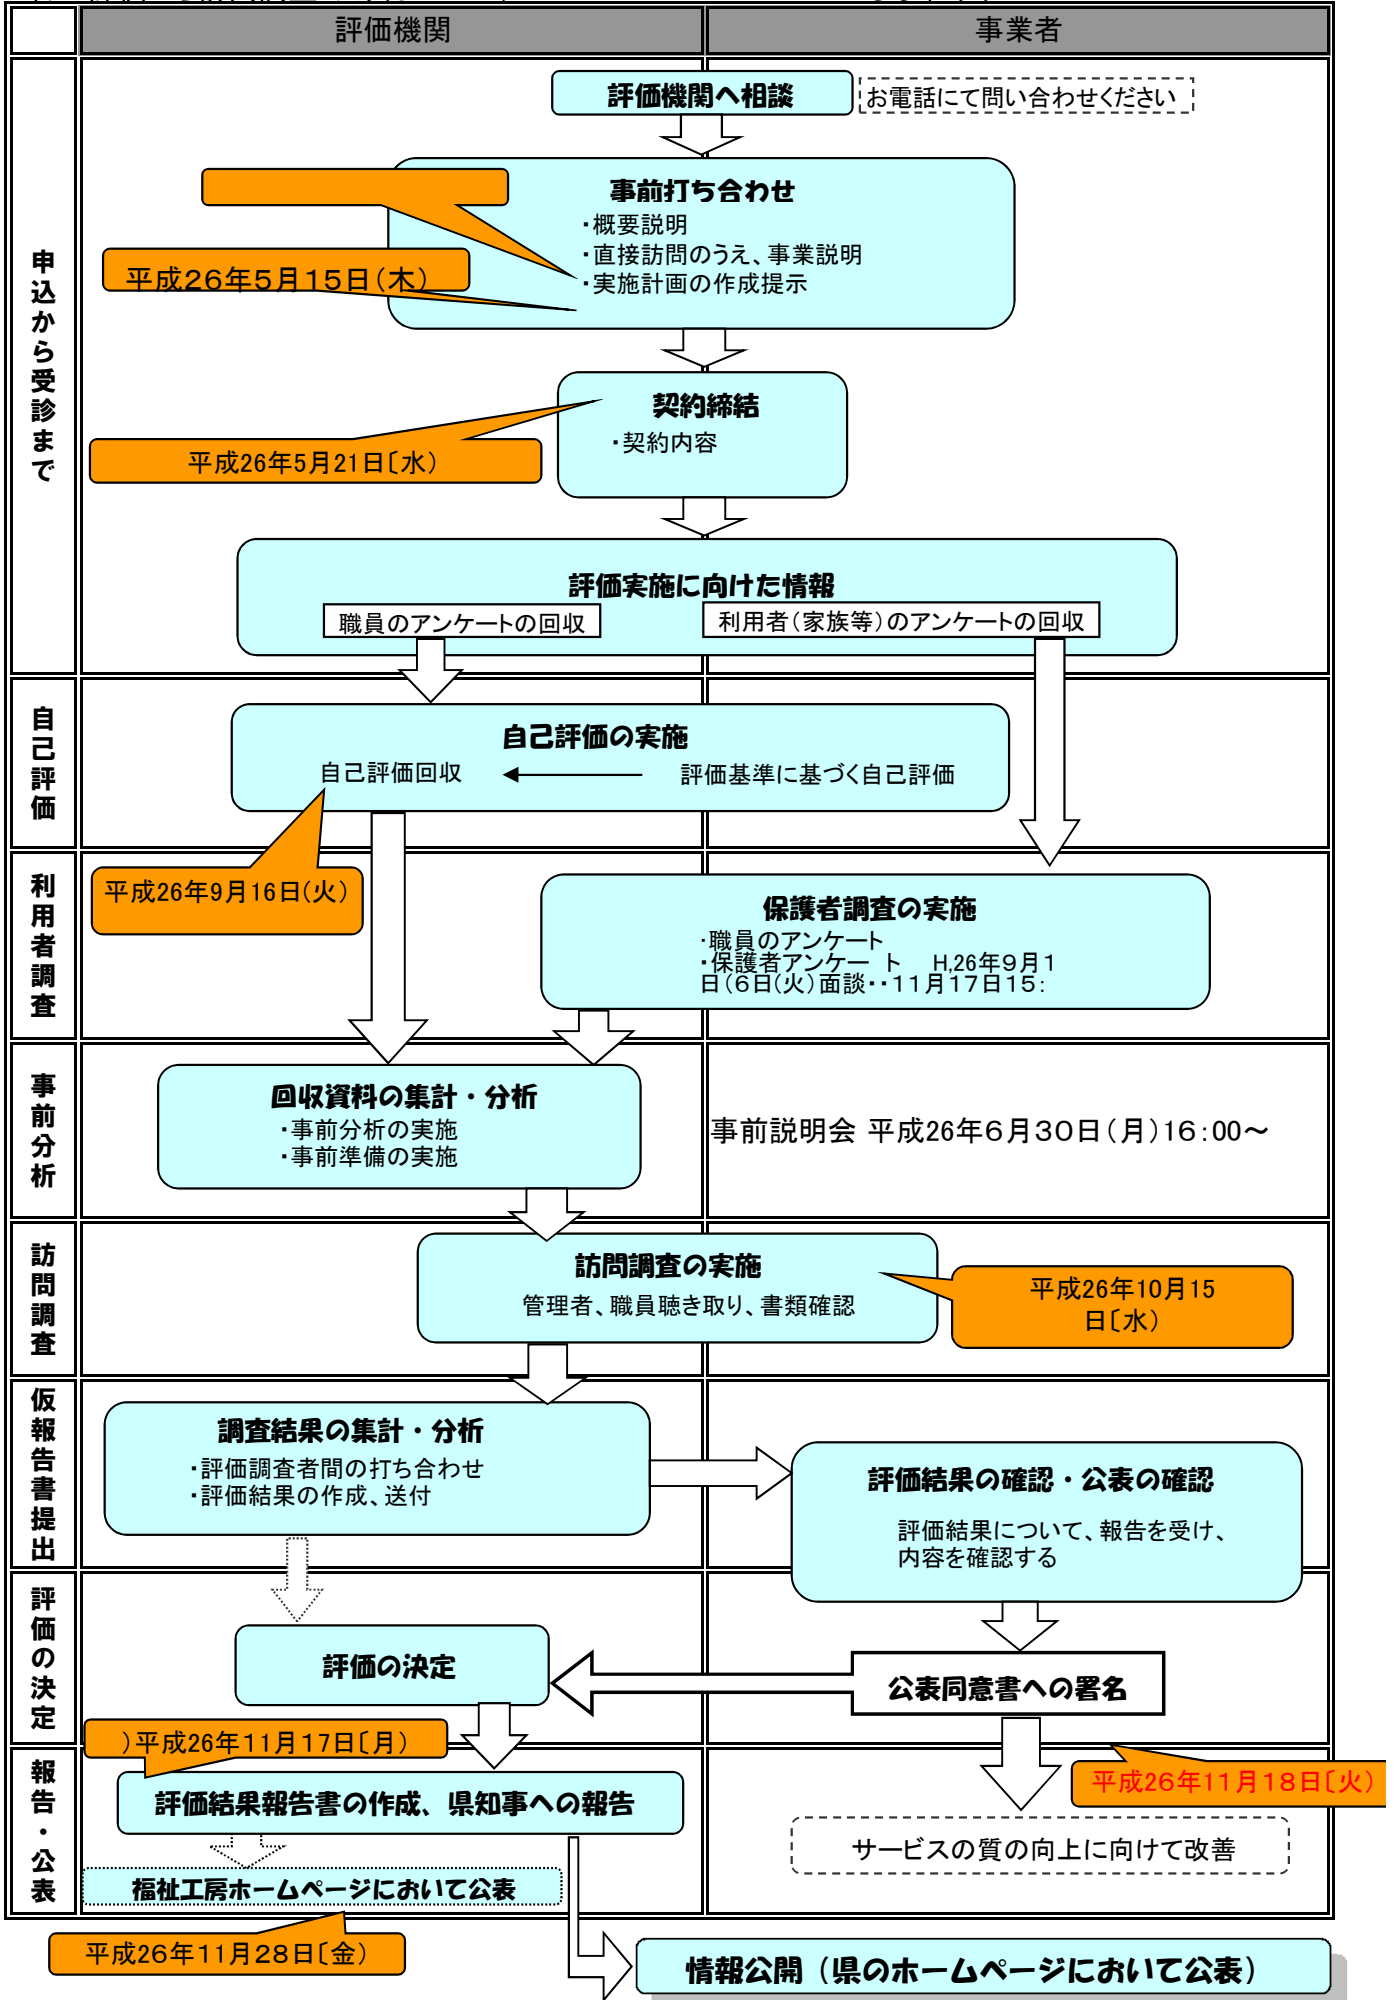 評価機関
事業者
申込から受診まで
評価機関へ相談
お電話にて問い合わせください
事前打ち合わせ
・概要説明
・直接訪問のうえ、事業説明
・実施計画の作成提示
平成26年5月15日(木)
契約締結
・契約内容
平成26年5月21日〔水）
評価実施に向けた情報
職員のアンケートの回収
利用者(家族等)のアンケートの回収
自己評価
自己評価の実施
自己評価回収
評価基準に基づく自己評価
平成26年9月16日(火)
利用者調査
保護者調査の実施
・職員のアンケート
・保護者アンケー ト　H,26年９月１
日(６日(火)面談・・１１月１７日１５:
事前分析
回収資料の集計・分析
・事前分析の実施
・事前準備の実施
事前説明会 平成26年６月３０日(月)16:00～
訪問調査
訪問調査の実施
管理者、職員聴き取り、書類確認
平成26年10月15
日〔水）
仮報告書提出
調査結果の集計・分析
・評価調査者間の打ち合わせ
・評価結果の作成、送付
評価結果の確認・公表の確認
評価結果について、報告を受け、
内容を確認する
評価の決定
評価の決定
公表同意書への署名
)平成26年11月17日〔月）
平成26年11月18日〔火）
報告・公表
評価結果報告書の作成、県知事への報告
サービスの質の向上に向けて改善
福祉工房ホームページにおいて公表
平成26年11月28日〔金）
情報公開（県のホームページにおいて公表）